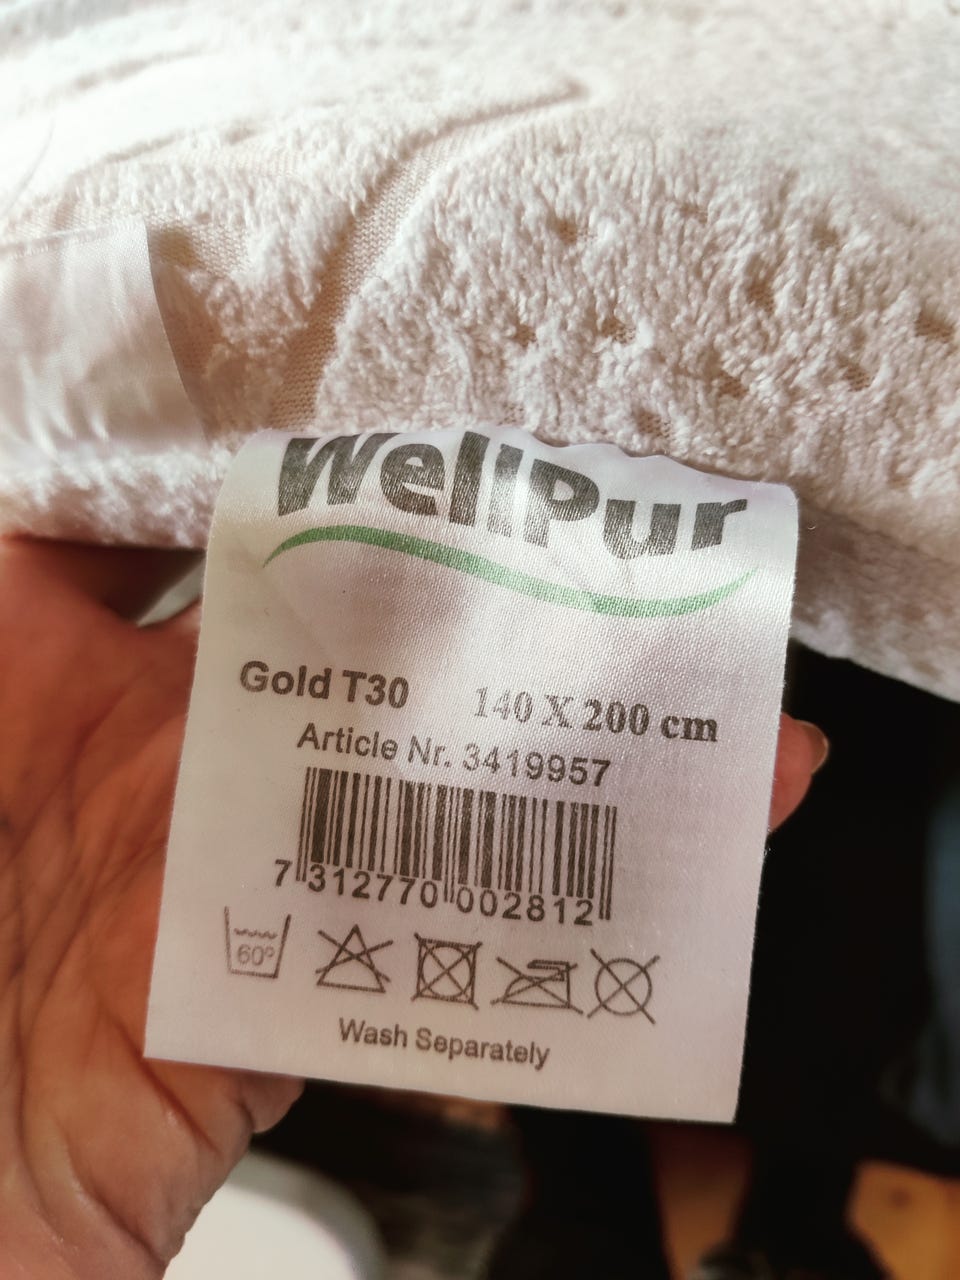 WellPur
Gold T30 140 X 200 cm
Article Nr. 3419957
7 312770 002812
60°
Wash Separately